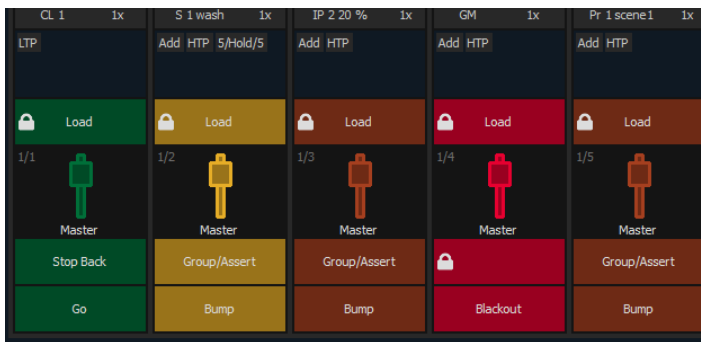 CL 1 1x S 1 wash 1x IP 2 20 % 1x GM 1x Pr 1 scene1 1x
LTP Add HTP 5/Hold/5 Add HTP Add HTP Add HTP
Load Load Load Load Load
1/1 1/2 1/3 1/4 1/5
Master Master Master Master Master
Stop Back Group/Assert Group/Assert Group/Assert
Go Bump Bump Blackout Bump